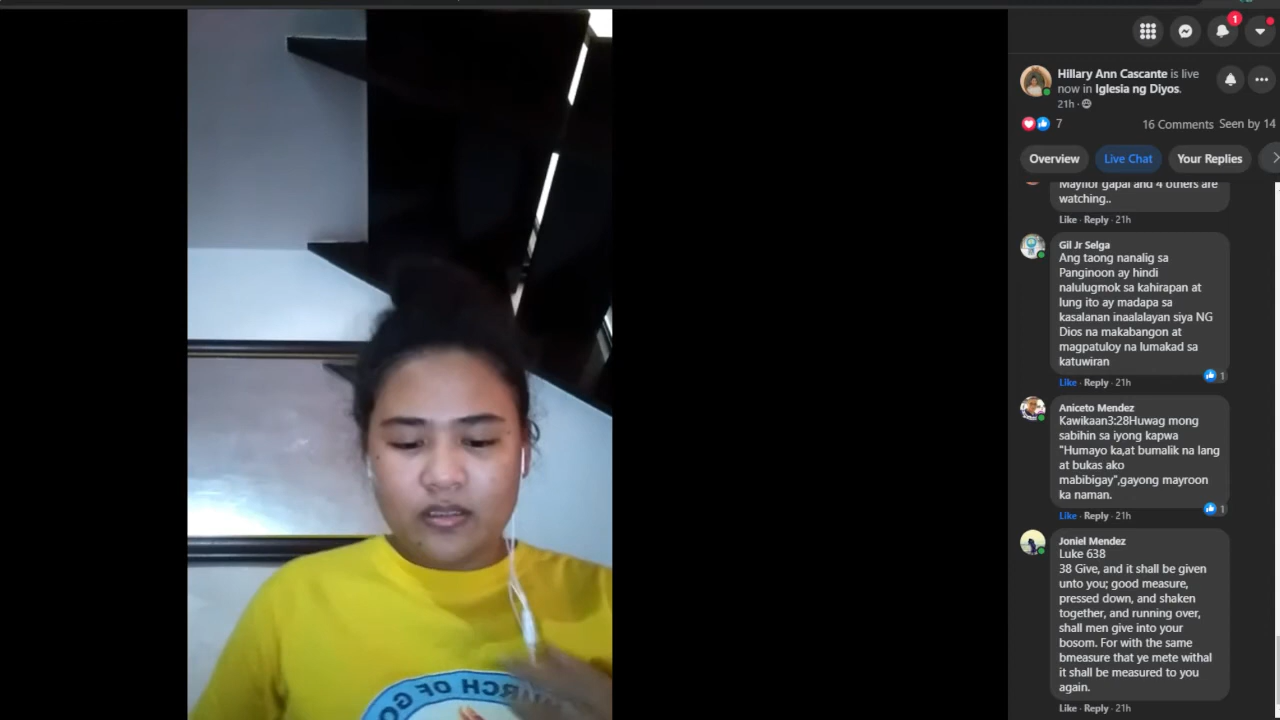 1
Hillary Ann Cascante is live
now in Iglesia ng Diyos.
21h ·
7
16 Comments Seen by 14
Overview
Live Chat
Your Replies
Mayflor gapal and 4 others are
watching..
Like · Reply · 21h
Gil Jr Selga
Ang taong nanalig sa
Panginoon ay hindi
nalulugmok sa kahirapan at
lung ito ay madapa sa
kasalanan inaalalayan siya NG
Dios na makabangon at
magpatuloy na lumakad sa
katuwiran
1
Like · Reply · 21h
Aniceto Mendez
Kawikaan3:28Huwag mong
sabihin sa iyong kapwa
"Humayo ka,at bumalik na lang
at bukas ako
mabibigay",gayong mayroon
ka naman.
1
Like · Reply · 21h
Joniel Mendez
Luke 638
38 Give, and it shall be given
unto you; good measure,
pressed down, and shaken
together, and running over,
shall men give into your
bosom. For with the same
bmeasure that ye mete withal
it shall be measured to you
again.
Like · Reply · 21h
OF